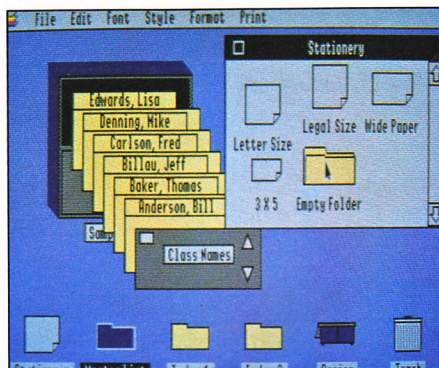 File Edit Font Style Format Print
Stationery
Letter Size
Legal Size
Wide Paper
3 X 5
Empty Folder
Edwards, Lisa
Denning, Mike
Carlson, Fred
Billau, Jeff
Baker, Thomas
Anderson, Bill
Class Names